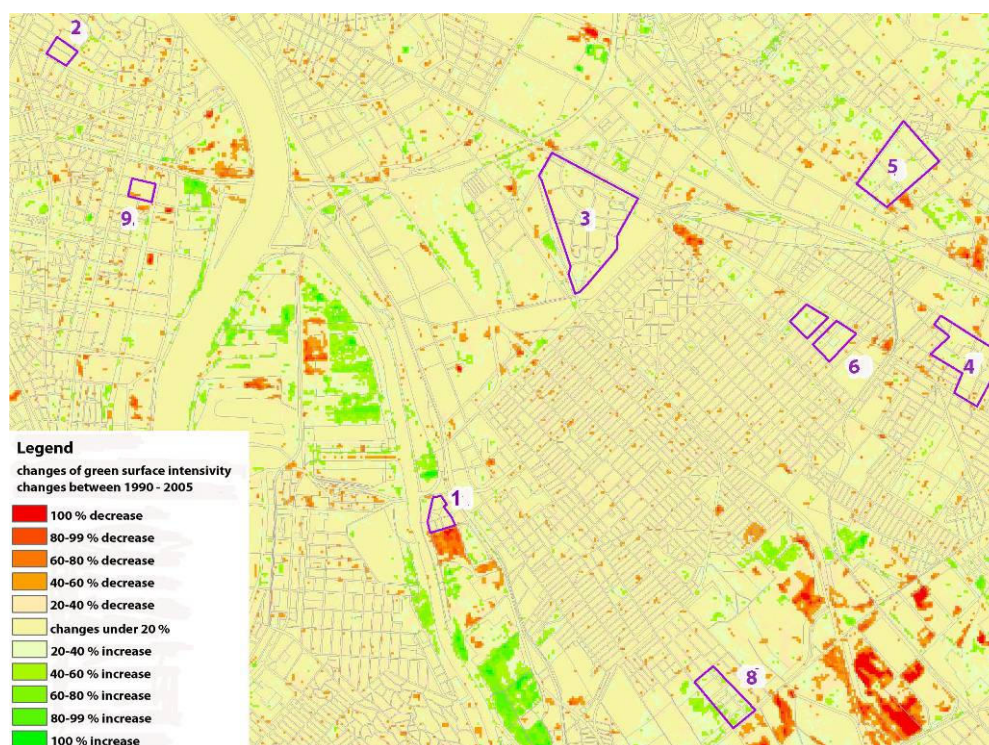 2
5
3
9.
6
4
Legend
changes of green surface intensivity
changes between 1990 - 2005
100 % decrease
80-99 % decrease
60-80 % decrease
40-60 % decrease
20-40 % decrease
changes under 20 %
20-40 % increase
40-60 % increase
60-80 % increase
80-99 % increase
100 % increase
1
8